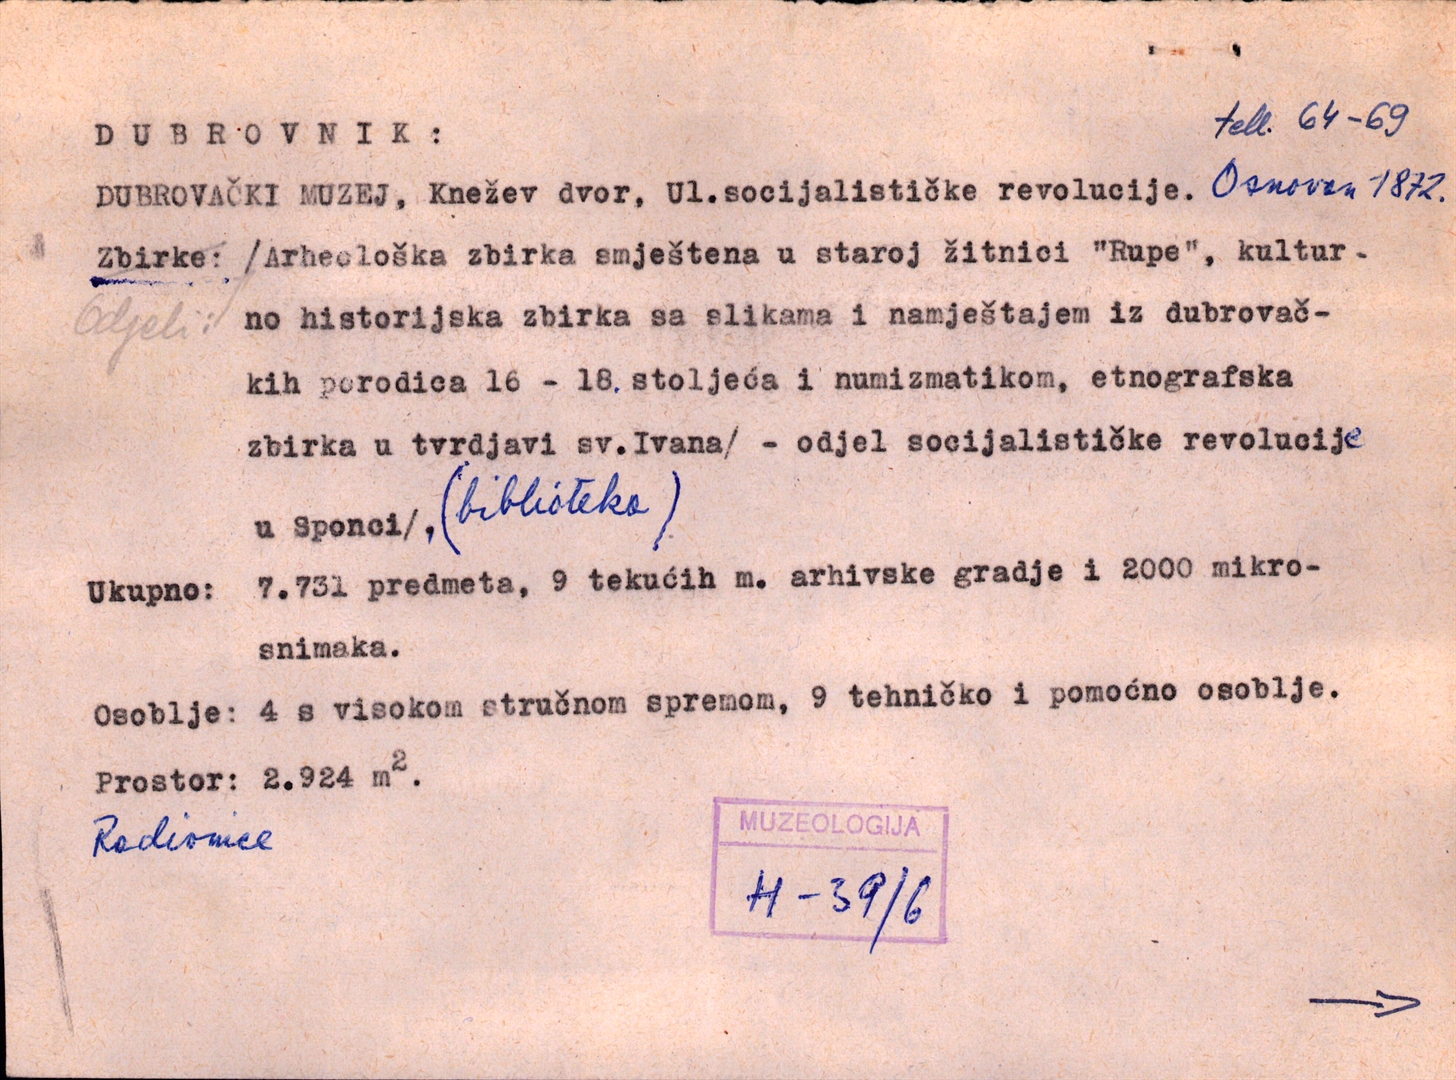 tell. 64-69
D U B R O V N I K :
DUBROVAČKI MUZEJ, Knežev dvor, Ul.socijalističke revolucije. Osnovan 1872.
Zbirke: /Arheološka zbirka smještena u staroj žitnici "Rupe", kultur-
Odjeli: no historijska zbirka sa slikama i namještajem iz dubrovač-
kih porodica 16 - 18. stoljeća i numizmatikom, etnografska
zbirka u tvrdjavi sv.Ivana/ - odjel socijalističke revolucije
u Sponci/, (biblioteka)
Ukupno: 7.731 predmeta, 9 tekućih m. arhivske gradje i 2000 mikro-
snimaka.
Osoblje: 4 s visokom stručnom spremom, 9 tehničko i pomoćno osoblje.
Prostor: 2.924 m².
Radionice
MUZEOLOGIJA
H-39/6